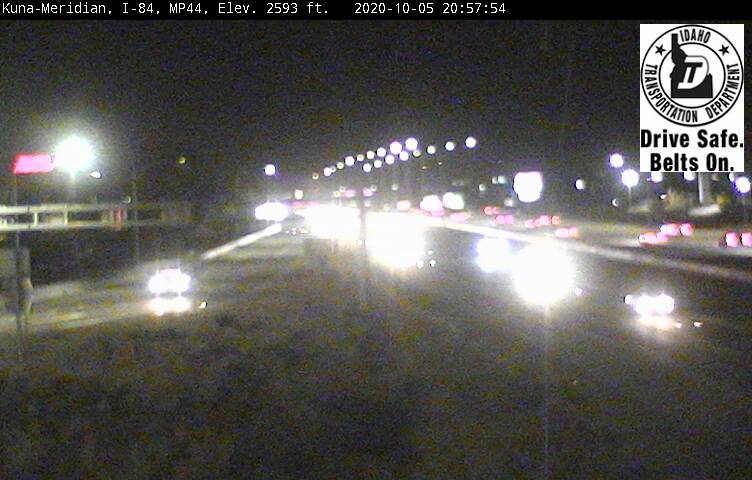 Kuna-Meridian, I-84, MP44, Elev. 2593 ft. 2020-10-05 20:57:54
IDAHO
TRANSPORTATION DEPARTMENT
Drive Safe.
Belts On.